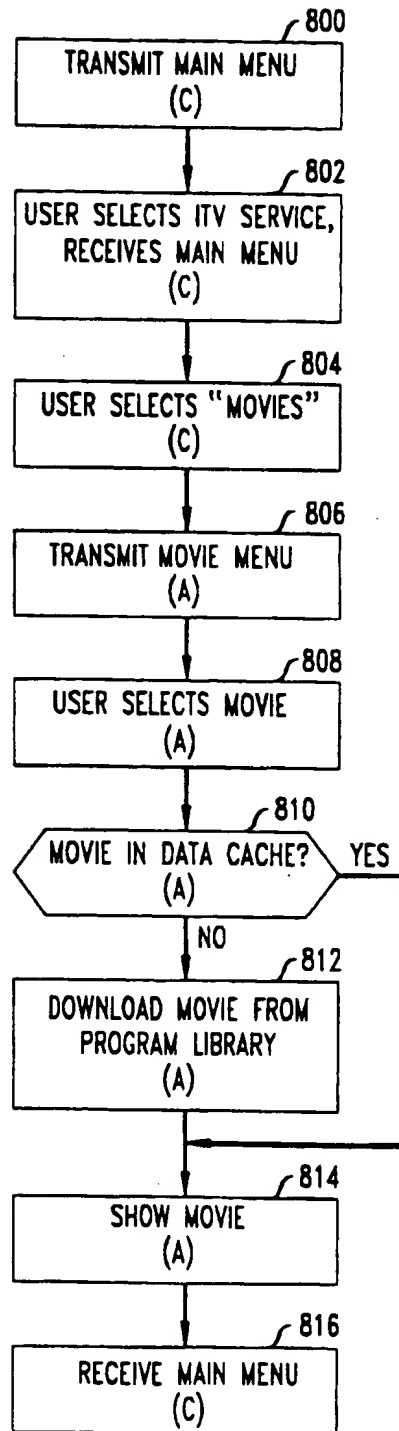 800
TRANSMIT MAIN MENU
(C)
802
USER SELECTS ITV SERVICE,
RECEIVES MAIN MENU
(C)
804
USER SELECTS "MOVIES"
(C)
806
TRANSMIT MOVIE MENU
(A)
808
USER SELECTS MOVIE
(A)
810
MOVIE IN DATA CACHE?
(A)
YES
NO
812
DOWNLOAD MOVIE FROM
PROGRAM LIBRARY
(A)
814
SHOW MOVIE
(A)
816
RECEIVE MAIN MENU
(C)